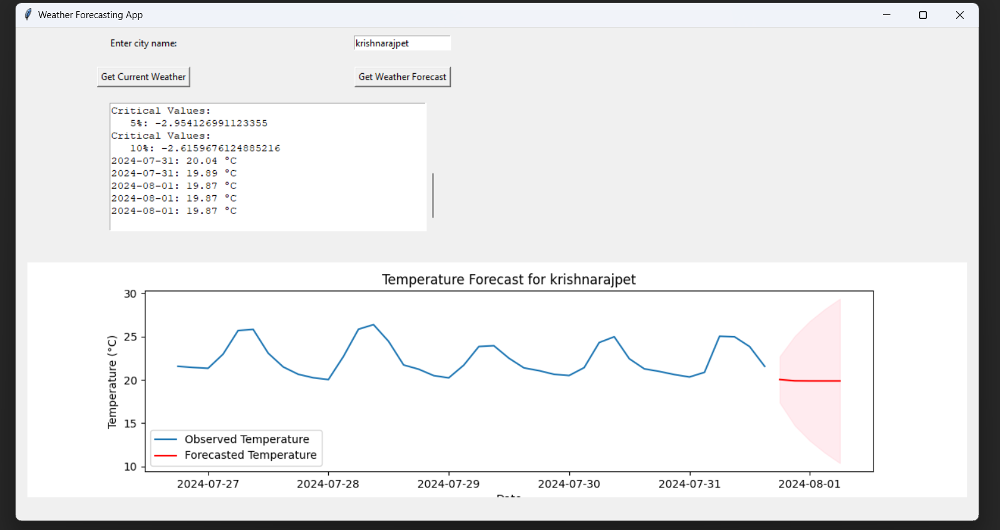 Weather Forecasting App
Enter city name:
krishnarajpet
Get Current Weather
Get Weather Forecast
Critical Values:
   5%: -2.954126991123355
Critical Values:
   10%: -2.6159676124885216
2024-07-31: 20.04 °C
2024-07-31: 19.89 °C
2024-08-01: 19.87 °C
2024-08-01: 19.87 °C
2024-08-01: 19.87 °C
Temperature Forecast for krishnarajpet
Temperature (°C)
30
25
20
15
10
Observed Temperature
Forecasted Temperature
2024-07-27
2024-07-28
2024-07-29
2024-07-30
2024-07-31
2024-08-01